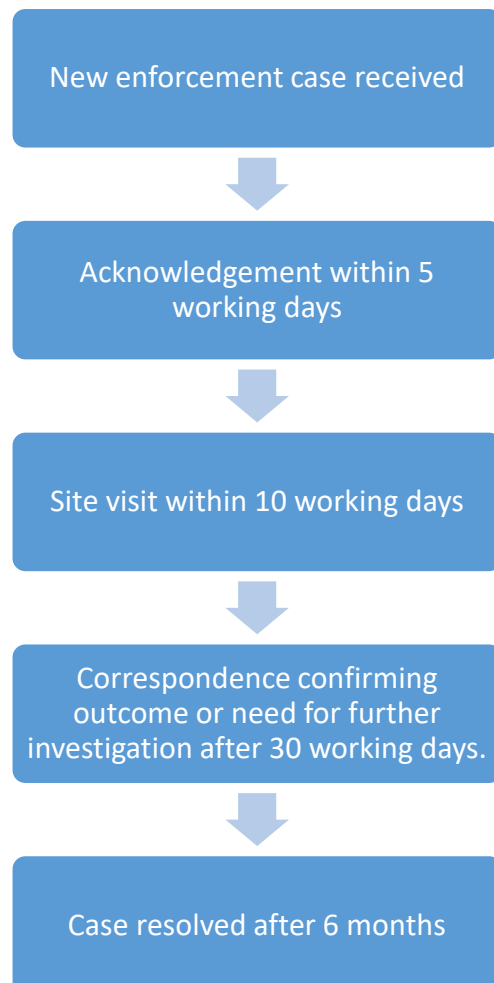 New enforcement case received
Acknowledgement within 5
working days
Site visit within 10 working days
Correspondence confirming
outcome or need for further
investigation after 30 working days.
Case resolved after 6 months